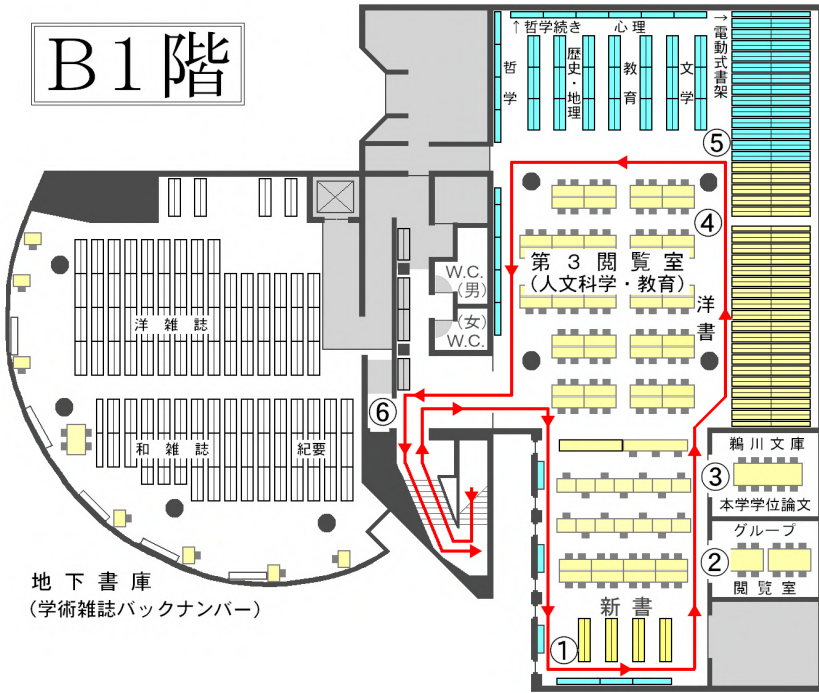 B1階
↑哲学続き 心理
→電動式書架
哲学
歴史・地理
教育
文学
⑤
④
第3閲覧室
(人文科学・教育)
洋書
W.C.
(男)
(女)
W.C.
洋雑誌
⑥
和雑誌 紀要
鵜川文庫
③
本学学位論文
グループ
②
閲覧室
新書
①
地下書庫
(学術雑誌バックナンバー)